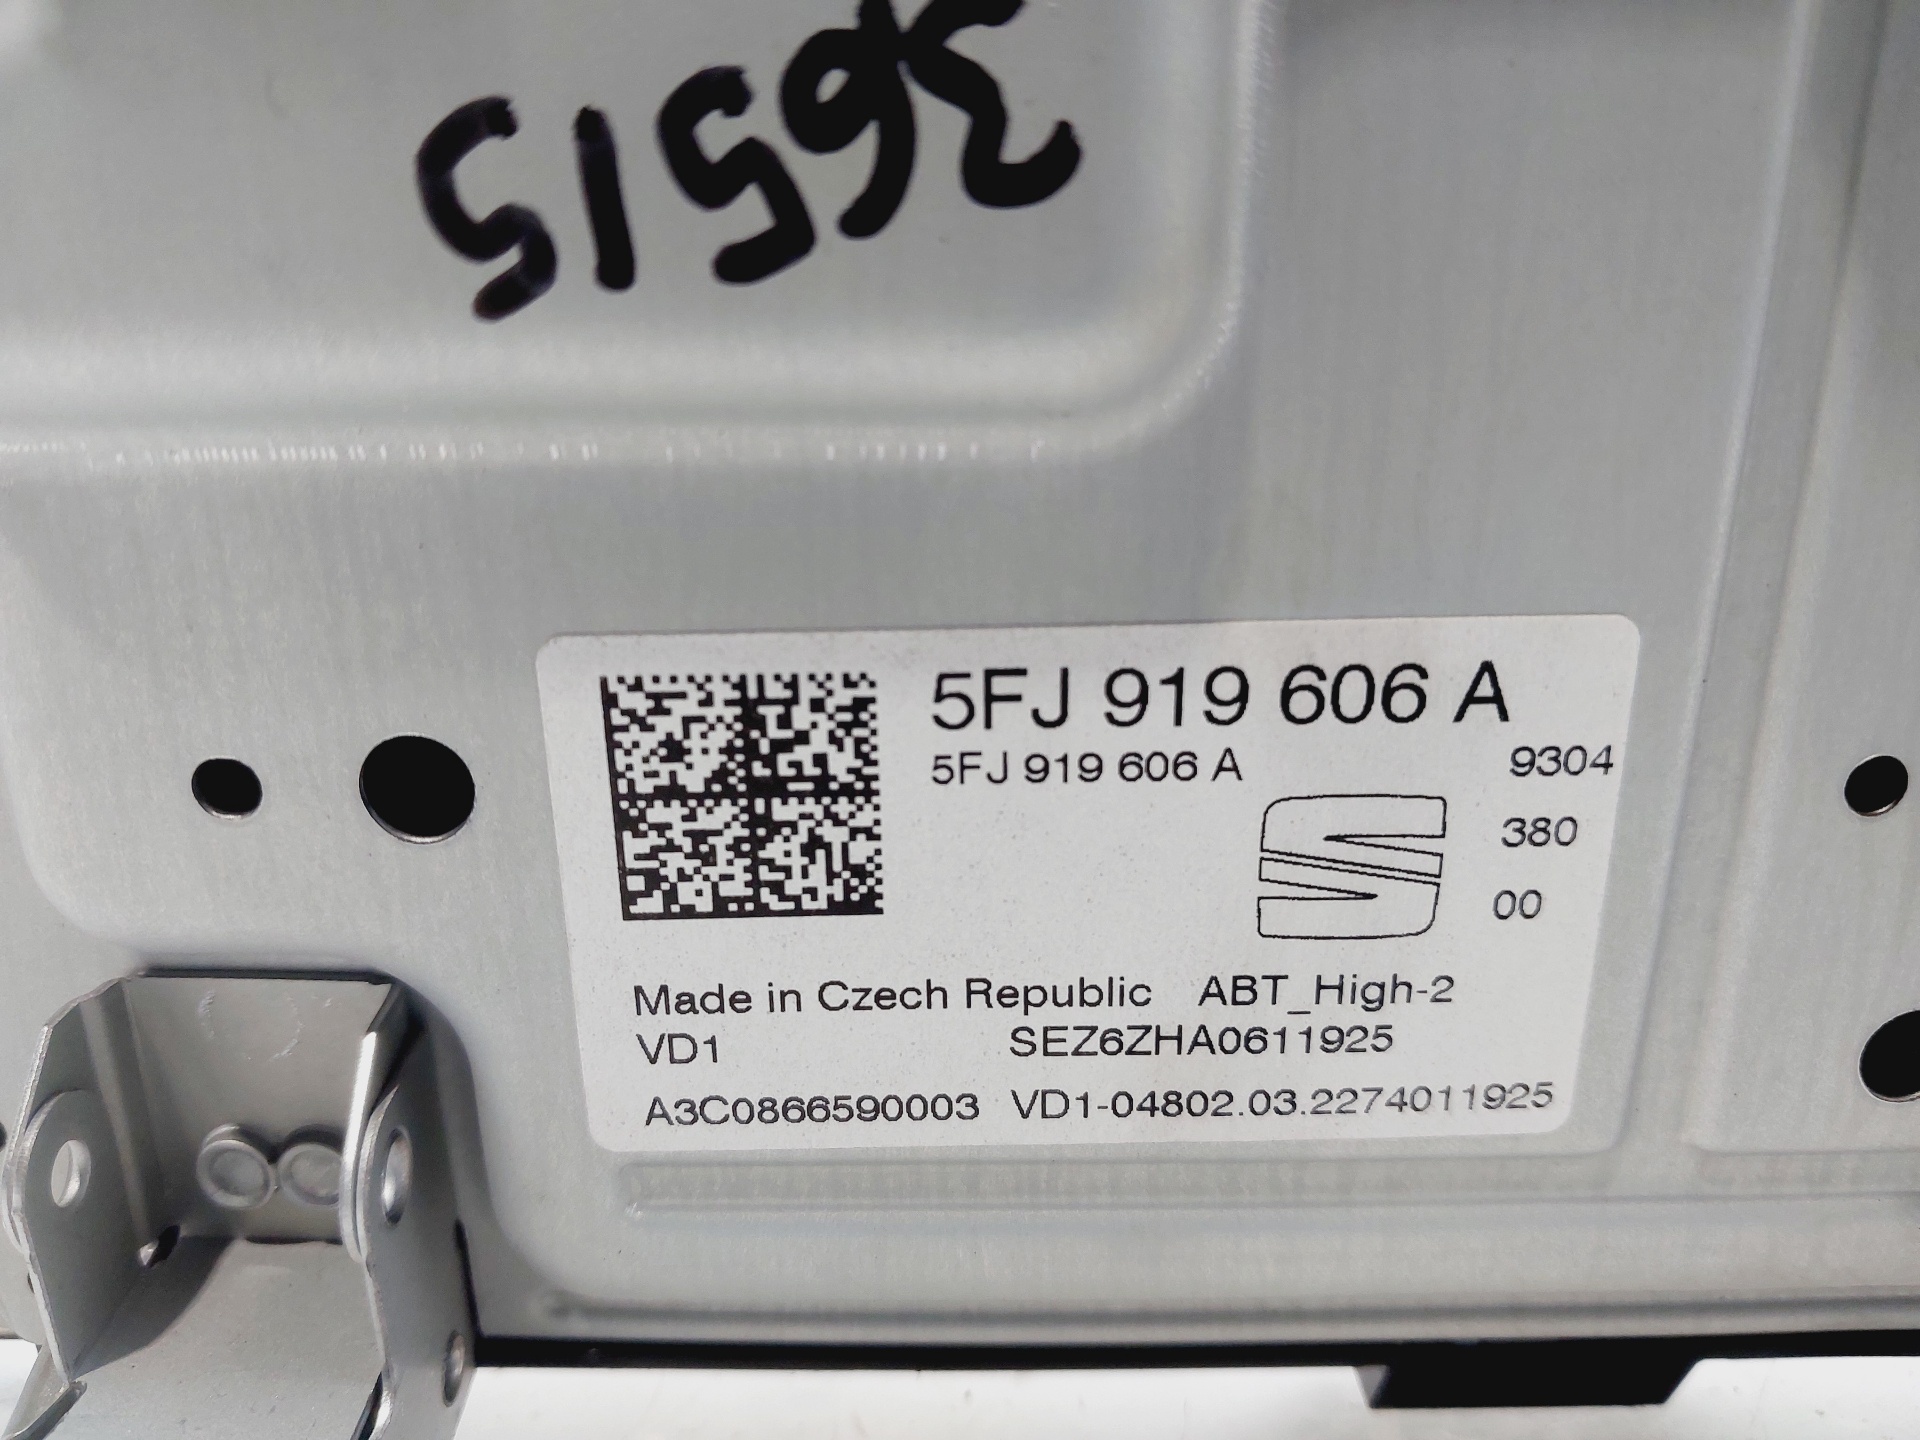 36515
5FJ 919 606 A
5FJ 919 606 A 9304
380
00
Made in Czech Republic ABT_High-2
VD1 SEZ6ZHA0611925
A3C0866590003 VD1-04802.03.2274011925